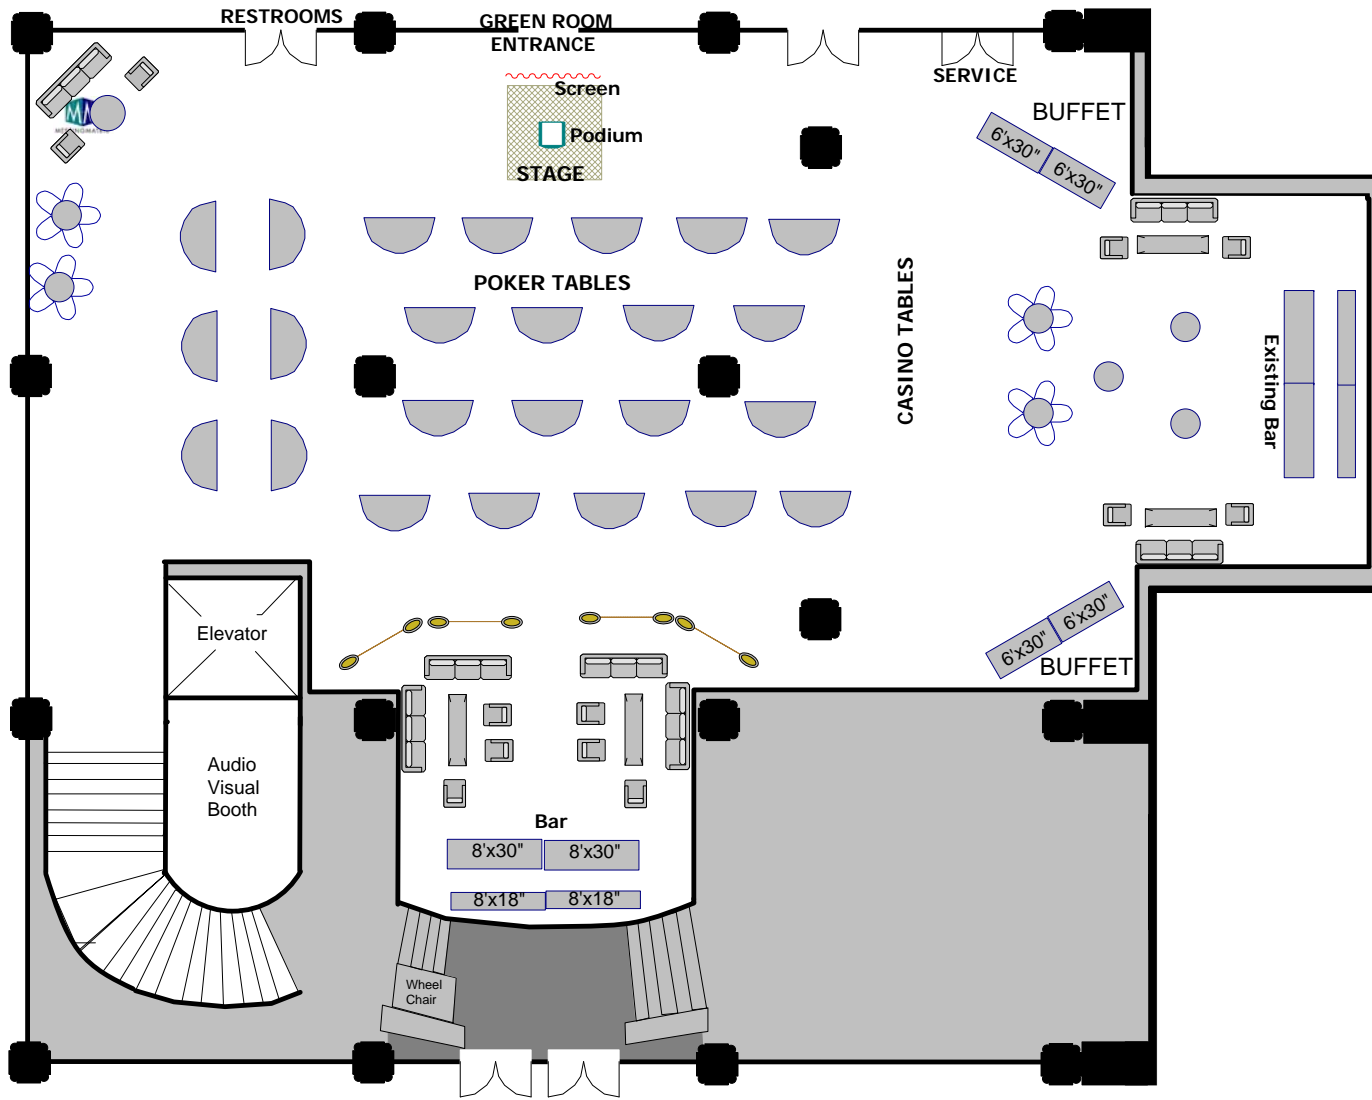 RESTROOMS
GREEN ROOM
ENTRANCE
Screen
Podium
STAGE
SERVICE
BUFFET
6'x30"
6'x30"
POKER TABLES
CASINO TABLES
Existing Bar
6'x30"
6'x30"
BUFFET
Elevator
Audio
Visual
Booth
Bar
8'x30"
8'x30"
8'x18"
8'x18"
Wheel
Chair